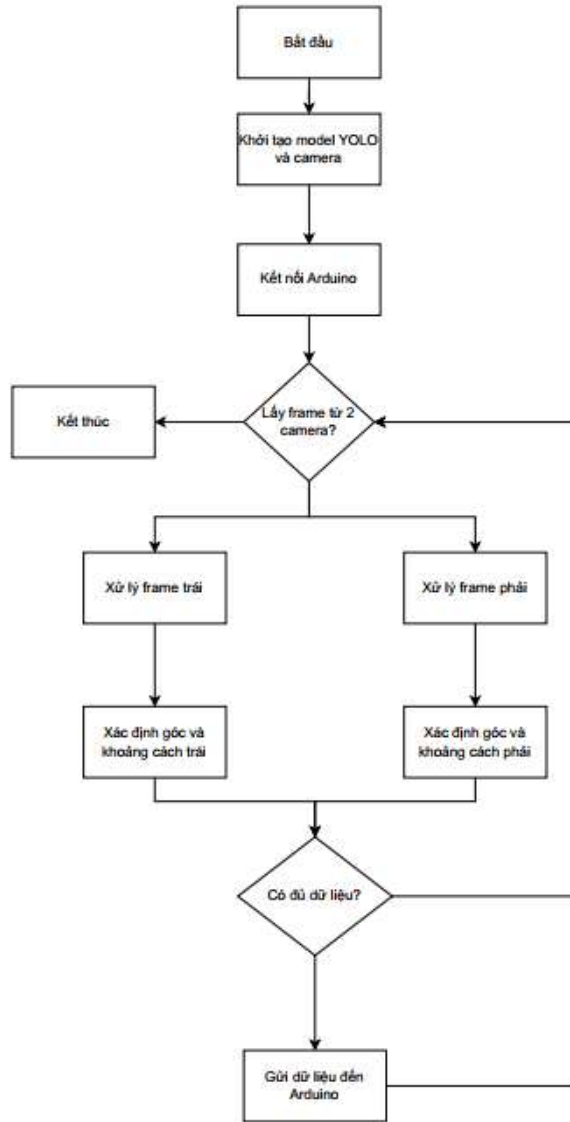 Bắt đầu
Khởi tạo model YOLO
và camera
Kết nối Arduino
Lấy frame từ 2
camera?
Kết thúc
Xử lý frame trái
Xử lý frame phải
Xác định góc và
khoảng cách trái
Xác định góc và
khoảng cách phải
Có đủ dữ liệu?
Gửi dữ liệu đến
Arduino